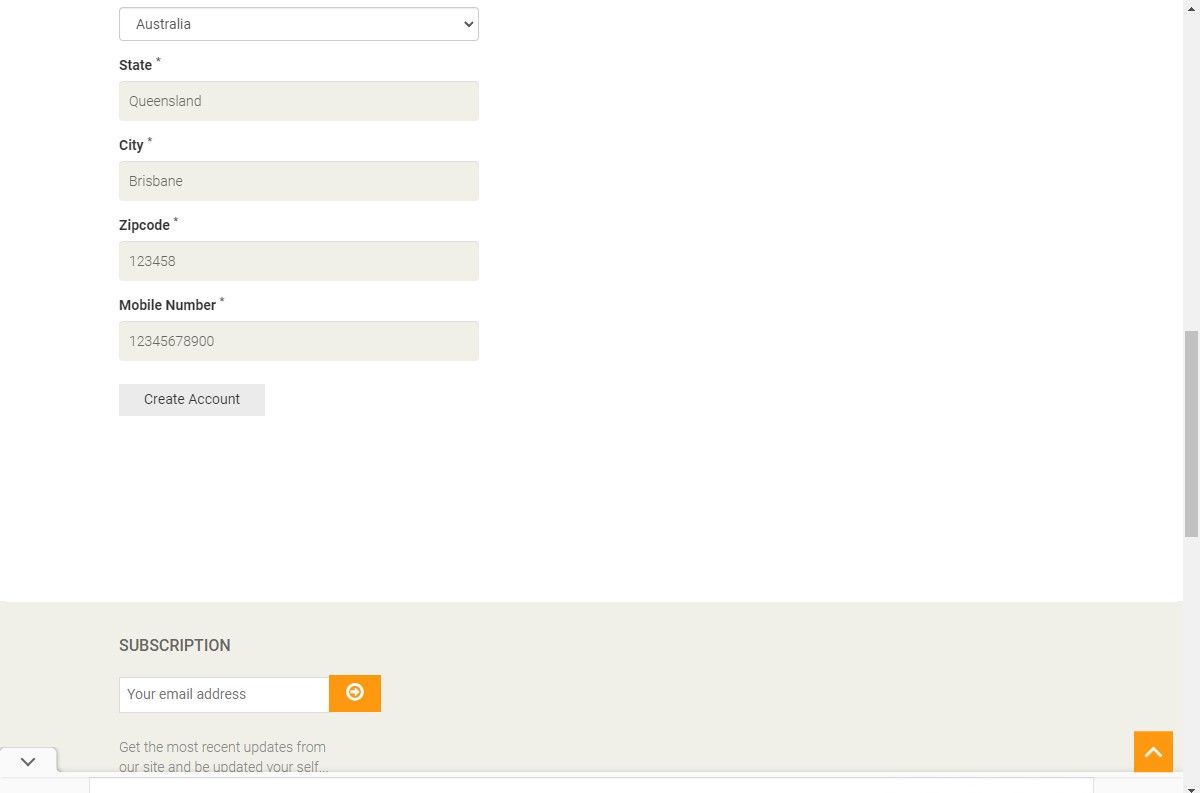 Australia
State *
Queensland
City *
Brisbane
Zipcode *
123458
Mobile Number *
12345678900
Create Account
SUBSCRIPTION
Your email address
Get the most recent updates from
our site and be updated your self...